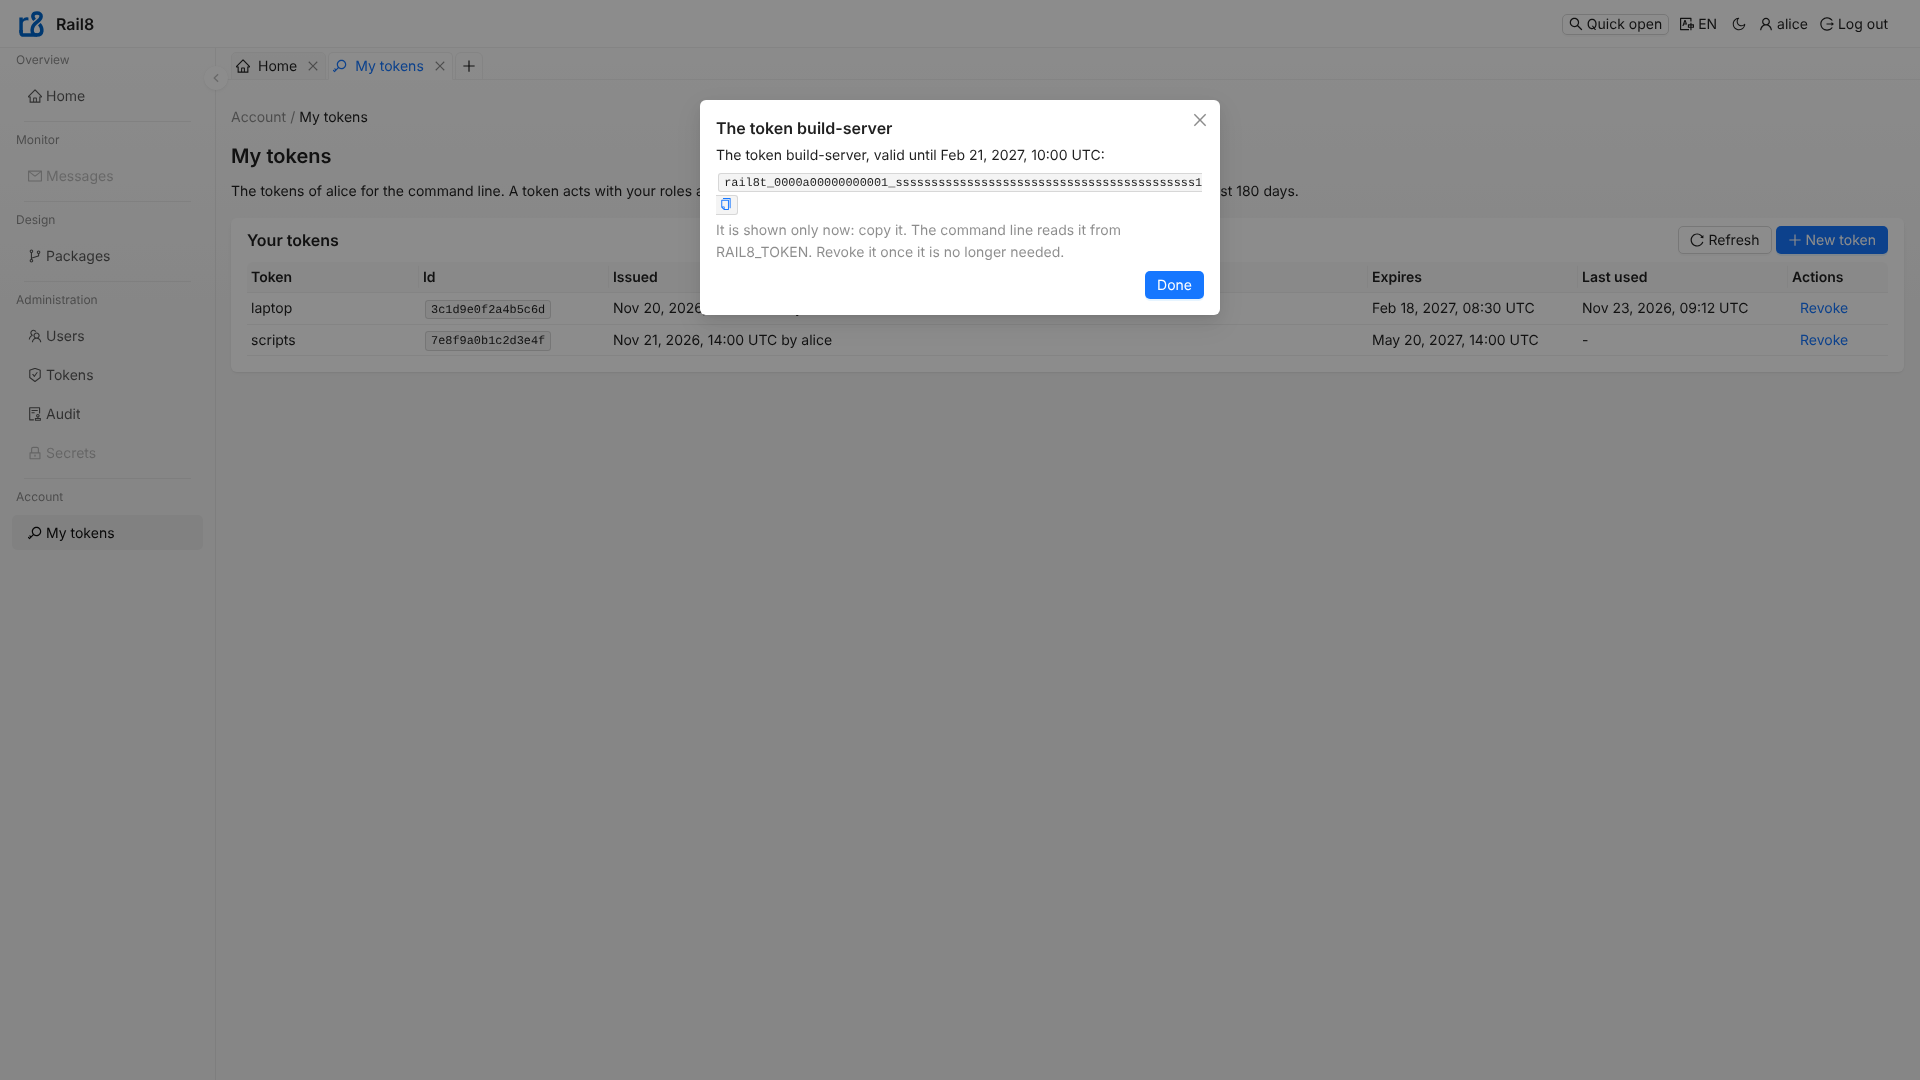 Rail8
Quick open
EN
alice
Log out
Overview
Home
Monitor
Messages
Design
Packages
Administration
Users
Tokens
Audit
Secrets
Account
My tokens
Home
My tokens
Account / My tokens
My tokens
The tokens of alice for the command line. A token acts with your roles
st 180 days.
Your tokens
Refresh
New token
Token Id Issued Expires Last used Actions
laptop 3c1d9e0f2a4b5c6d Nov 20, 2026 Feb 18, 2027, 08:30 UTC Nov 23, 2026, 09:12 UTC Revoke
scripts 7e8f9a0b1c2d3e4f Nov 21, 2026, 14:00 UTC by alice May 20, 2027, 14:00 UTC - Revoke
The token build-server
The token build-server, valid until Feb 21, 2027, 10:00 UTC:
rail8t_0000a00000000001_ssssssssssssssssssssssssssssssssssssssssss1
It is shown only now: copy it. The command line reads it from
RAIL8_TOKEN. Revoke it once it is no longer needed.
Done